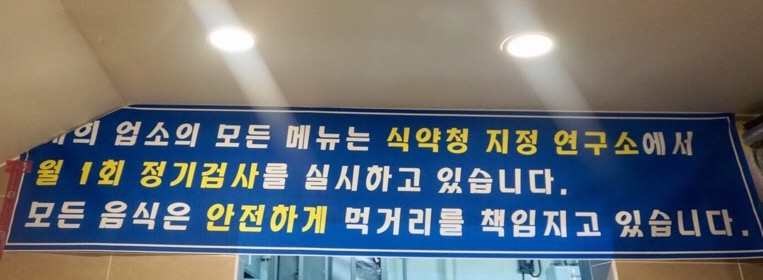 저희 업소의 모든 메뉴는 식약청 지정 연구소에서
월 1회 정기검사를 실시하고 있습니다.
모든 음식은 안전하게 먹거리를 책임지고 있습니다.